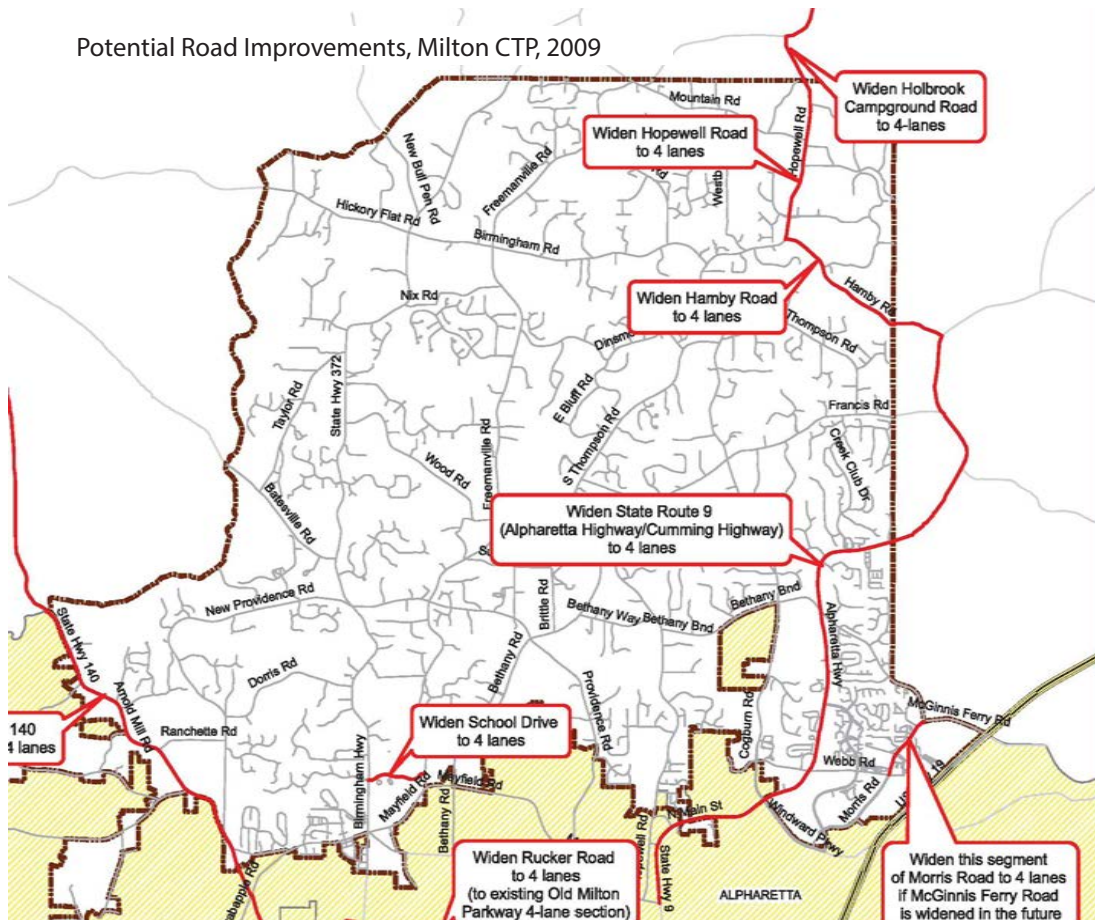 Potential Road Improvements, Milton CTP, 2009
Widen Holbrook
Campground Road
to 4-lanes
Mountain Rd
Hopewell Rd
Widen Hopewell Road
to 4 lanes
New Bull Pen Rd
Freemanville Rd
Rd
Westb
Hickory Flat Rd
Birmingham Rd
Nix Rd
Widen Hamby Road
to 4 lanes
Hamby Rd
Thompson Rd
Dinsmo
State Hwy 372
Taylor Rd
E Bluff Rd
S Thompson Rd
Francis Rd
Creek Club Dr
Wood Rd
Freemanville Rd
Batesville Rd
Widen State Route 9
(Alpharetta Highway/Cumming Highway)
to 4 lanes
New Providence Rd
Brittle Rd
Bethany Way
Bethany Bnd
Bethany Bnd
Alpharetta Hwy
State Hwy 140
Arnold Mill Rd
Dorris Rd
Bethany Rd
Providence Rd
Cogburn Rd
McGinnis Ferry Rd
140
4 lanes
Ranchette Rd
Widen School Drive
to 4 lanes
Birmingham Hwy
Mayfield Rd
Mayfield Rd
Bethany Rd
Webb Rd
Morris Rd
Windward Pkwy
19
N Main St
State Hwy 9
Widen Rucker Road
to 4 lanes
(to existing Old Milton
Parkway 4-lane section)
ALPHARETTA
Widen this segment
of Morris Road to 4 lanes
if McGinnis Ferry Road
is widened in the future